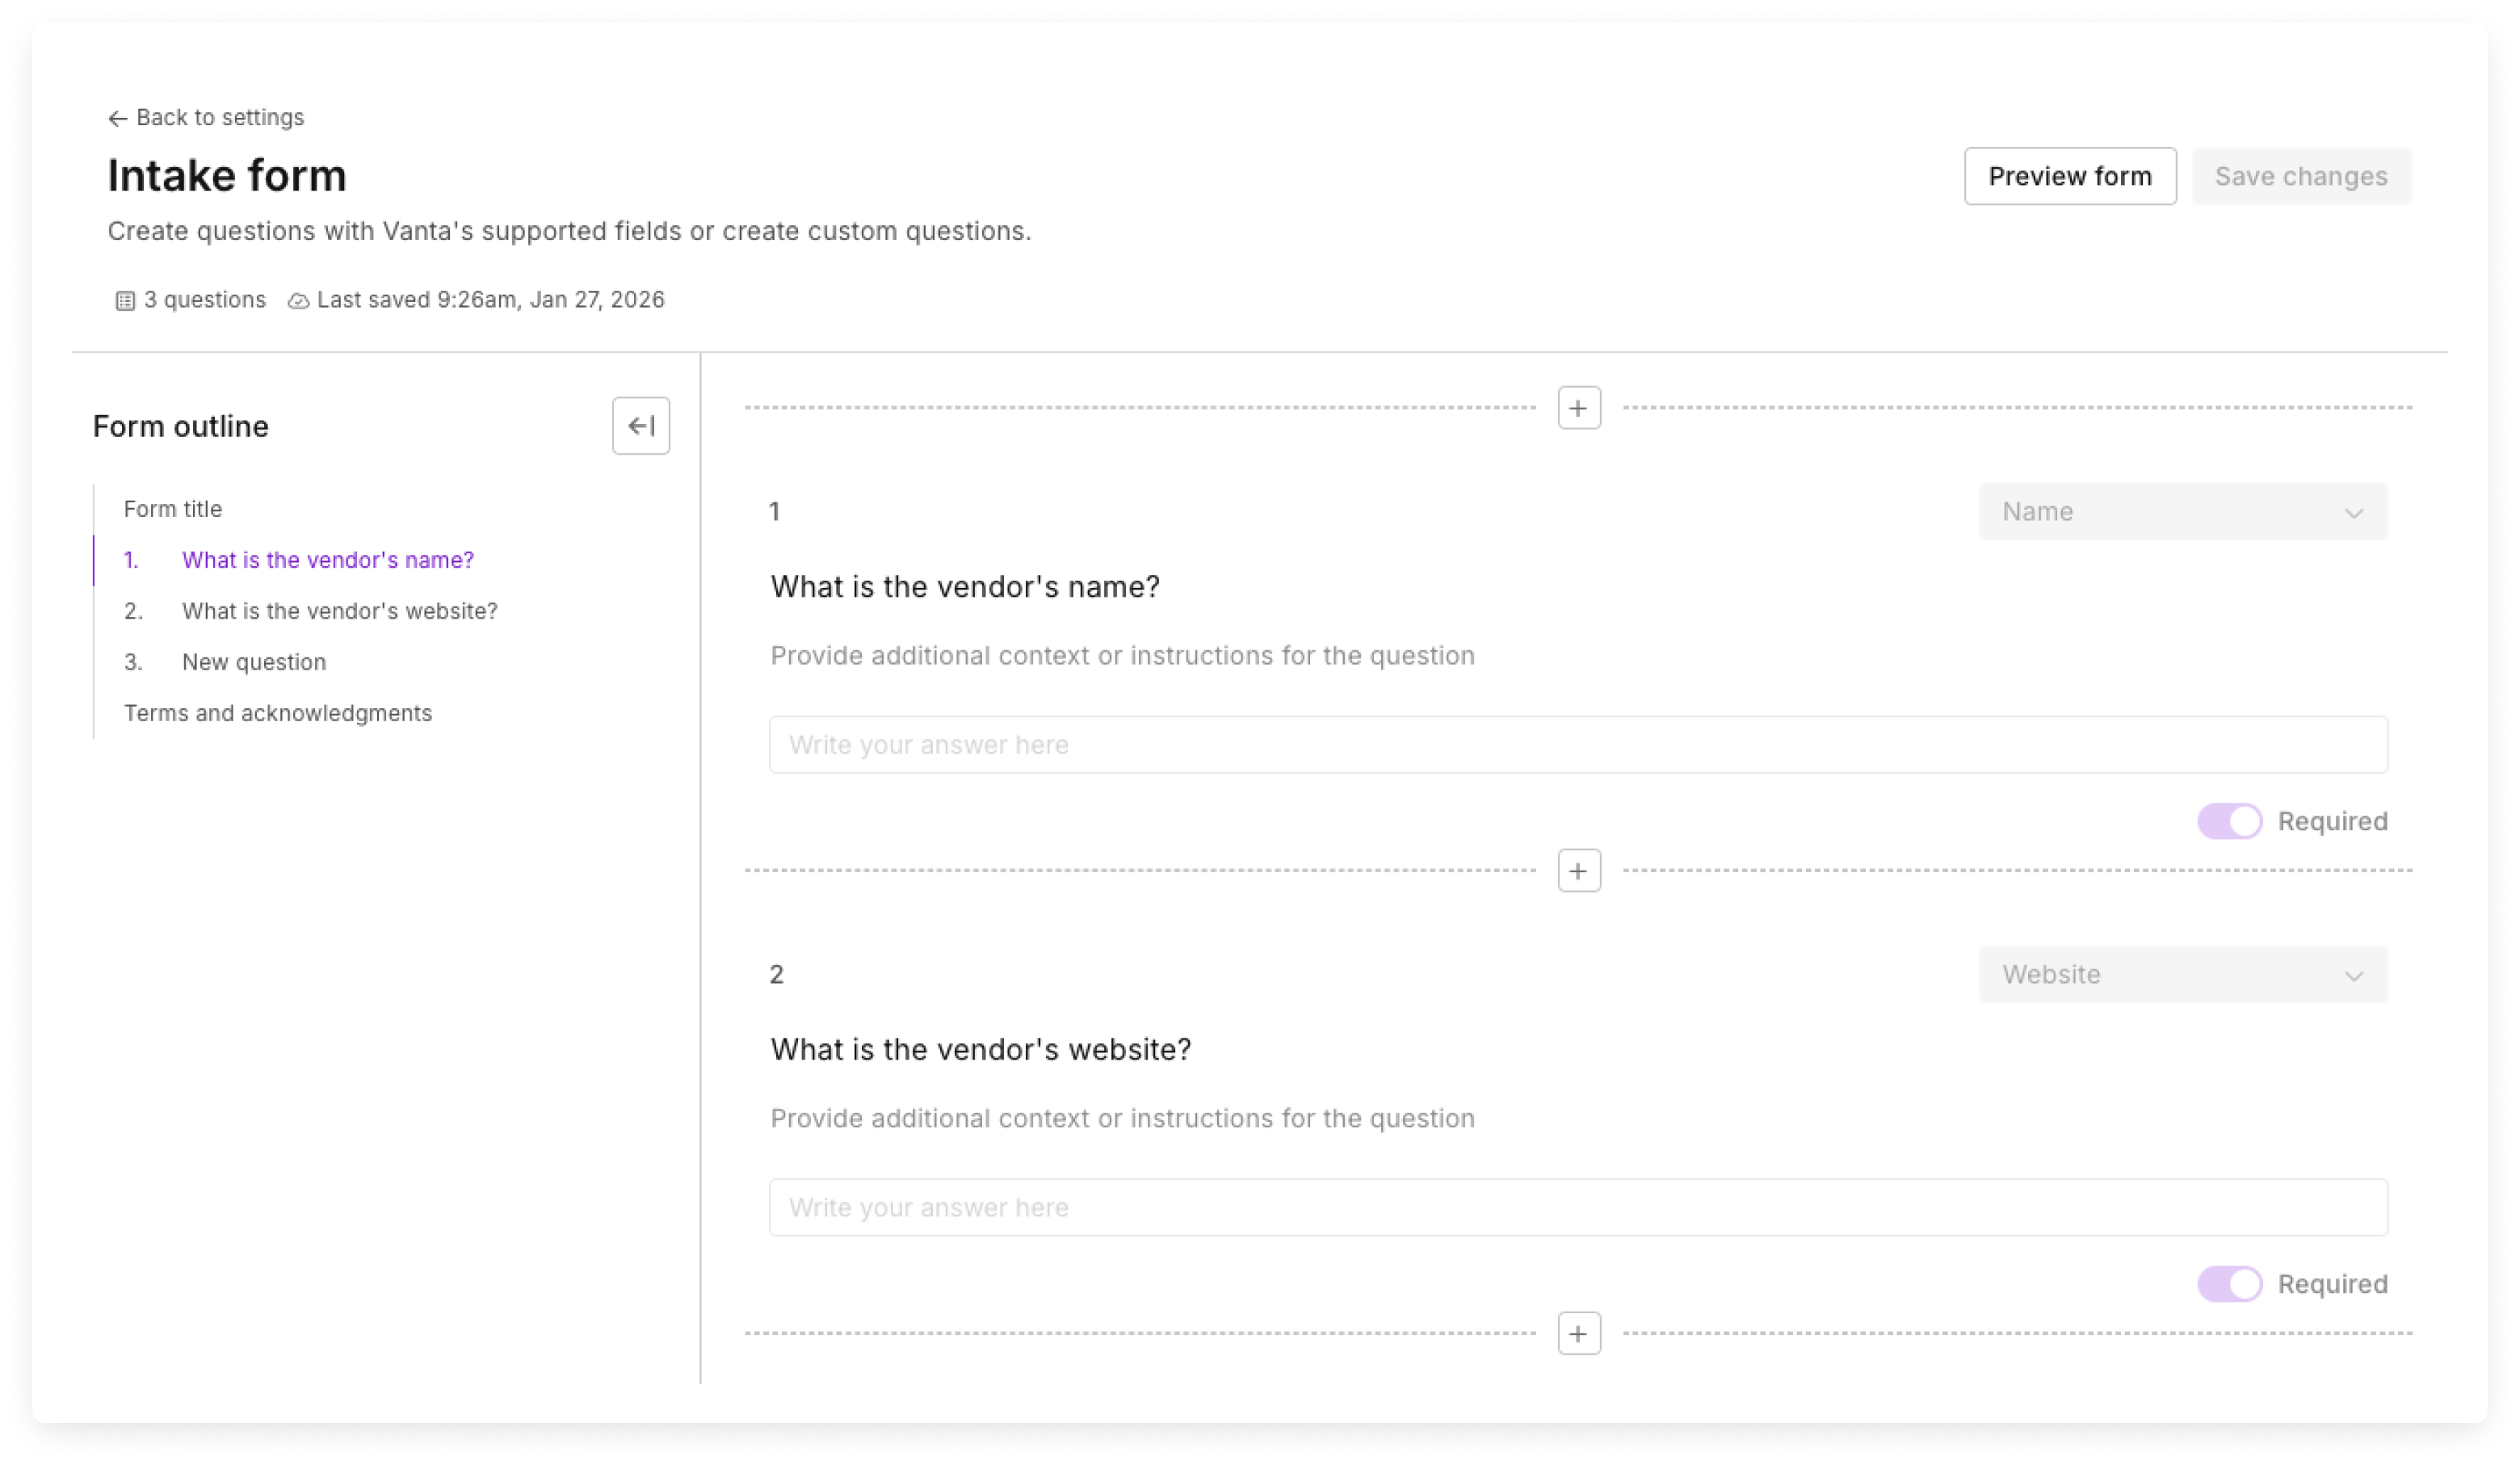 Back to settings
Intake form
Preview form
Save changes
Create questions with Vanta's supported fields or create custom questions.
3 questions
Last saved 9:26am, Jan 27, 2026
Form outline
Form title
1. What is the vendor's name?
2. What is the vendor's website?
3. New question
Terms and acknowledgments
1
Name
What is the vendor's name?
Provide additional context or instructions for the question
Write your answer here
Required
2
Website
What is the vendor's website?
Provide additional context or instructions for the question
Write your answer here
Required